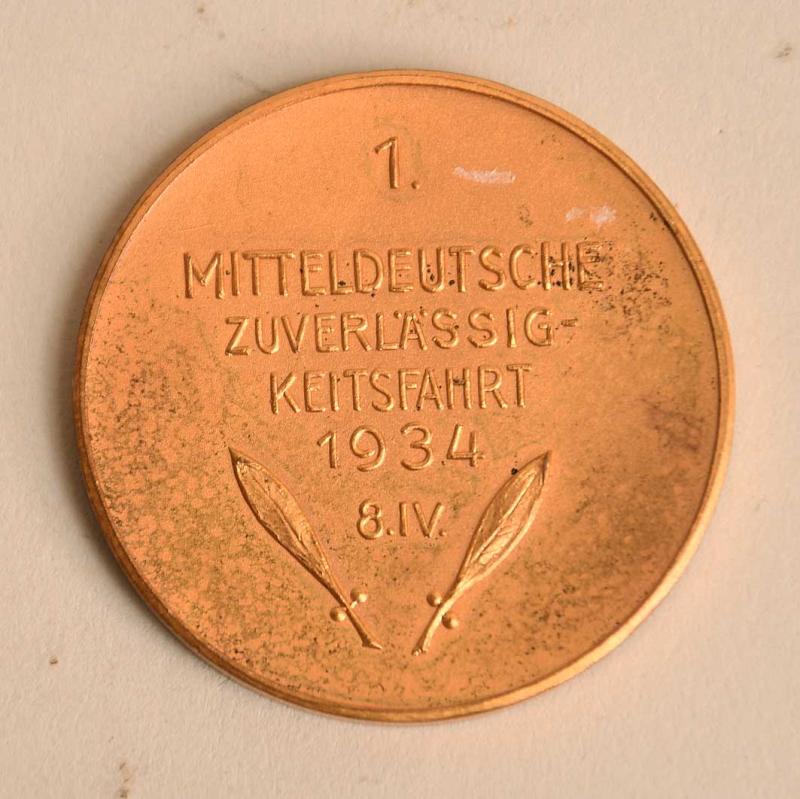 1.
MITTELDEUTSCHE
ZUVERLÄSSIG-
KEITSFAHRT
1934
8.IV.